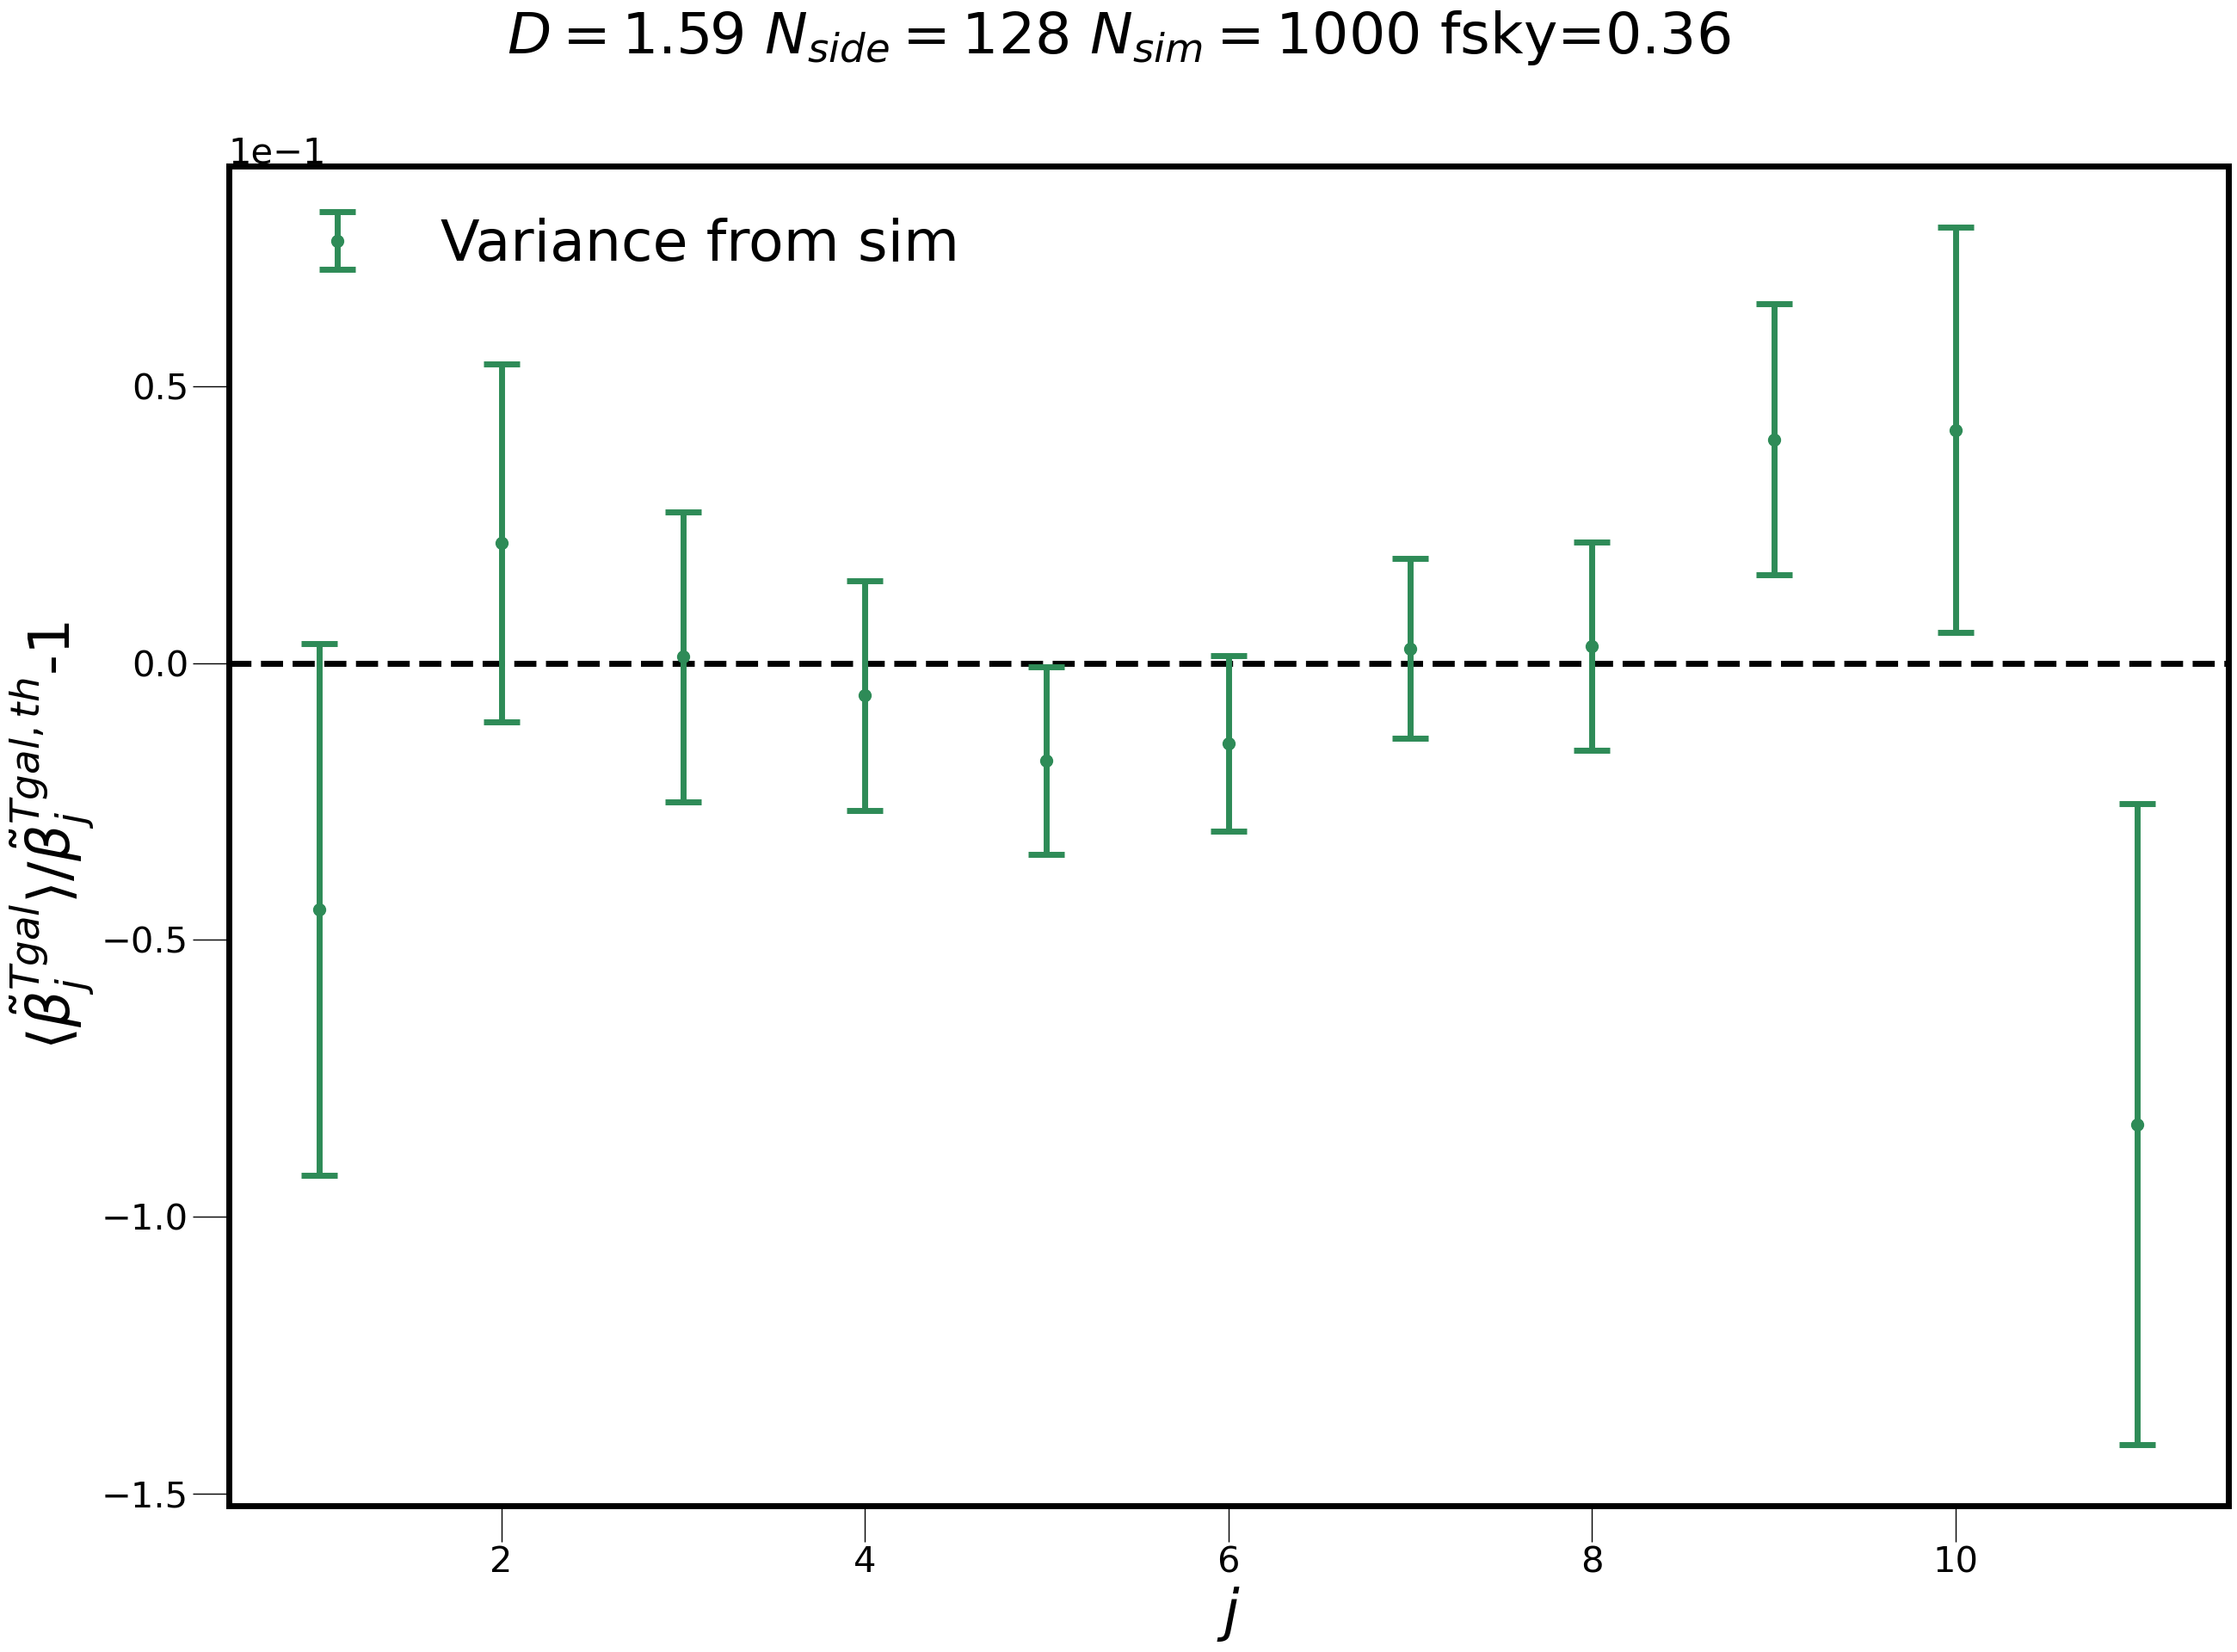 D = 1.59 N_side = 128 N_sim = 1000 fsky=0.36
1e−1
Variance from sim
0.5
0.0
−0.5
−1.0
−1.5
⟨β̃_j^Tgal⟩/β̃_j^Tgal,th-1
2 4 6 8 10
j